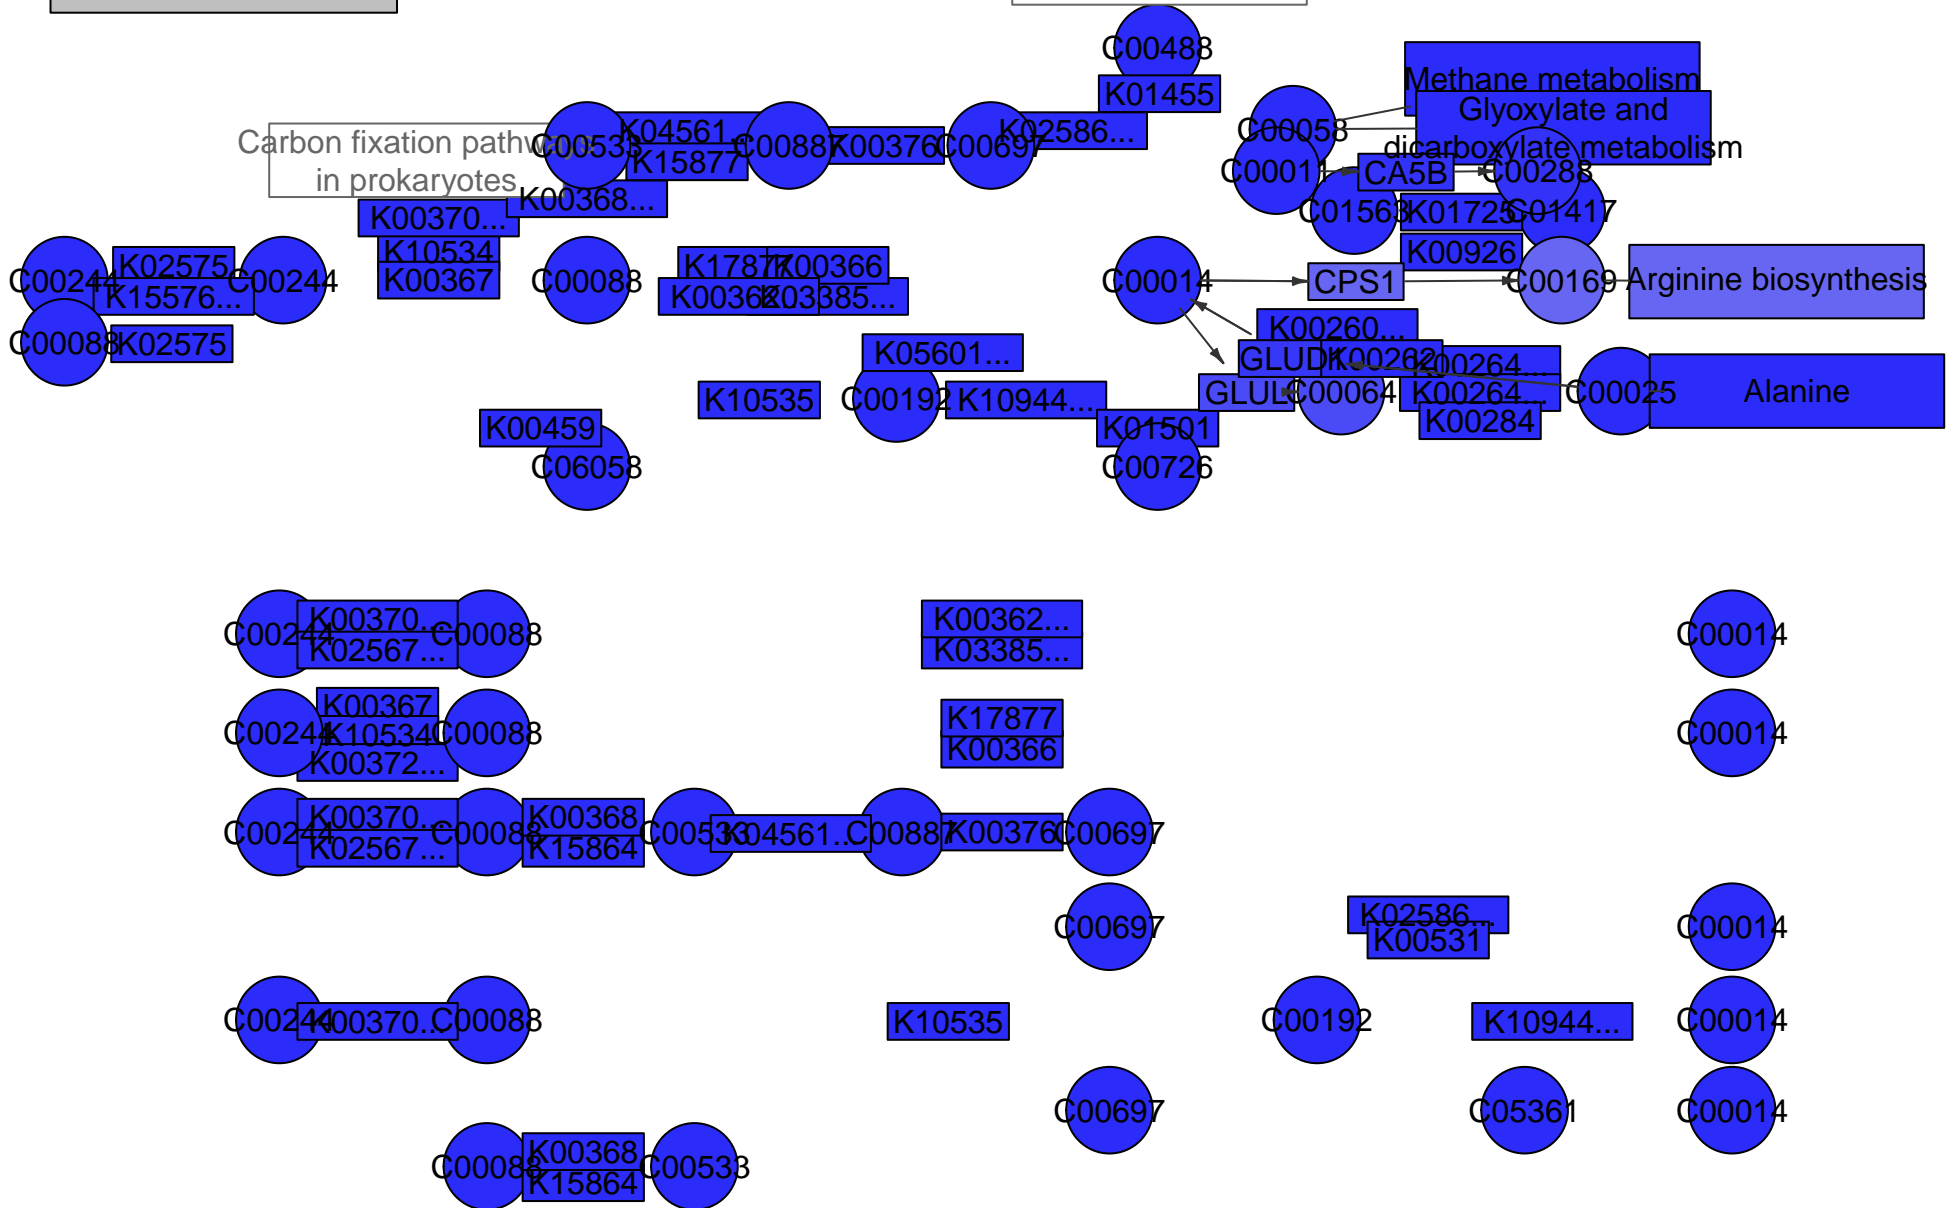 C00488
K01455
Methane metabolism
Glyoxylate and
dicarboxylate metabolism
C00058
Carbon fixation pathways
in prokaryotes
C00533
K04561...
K15877
C00887
K00376
C00697
K02586...
C00011
CA5B
C00288
C01563
K01725
C01417
K00368...
K00370...
K10534
K00367
K00926
C00244
K02575
K15576...
C00244
C00088
K17877
K00366
K00362...
K03385...
C00014
CPS1
C00169
Arginine biosynthesis
C00088
K02575
K05601...
K00260...
GLUD1
K00262
K00264...
K00264...
K00284
K10535
C00192
K10944...
GLUL
C00064
C00025
Alanine
K00459
C06058
K01501
C00726
C00244
K00370...
K02567...
C00088
K00362...
K03385...
C00014
K00367
C00244
K10534
C00088
K00372...
K17877
K00366
C00014
C00244
K00370...
K02567...
C00088
K00368
K15864
C00533
K04561...
C00887
K00376
C00697
C00697
K02586...
K00531
C00014
C00244
K00370...
C00088
K10535
C00192
K10944...
C00014
C00697
C05361
C00014
C00088
K00368
K15864
C00533